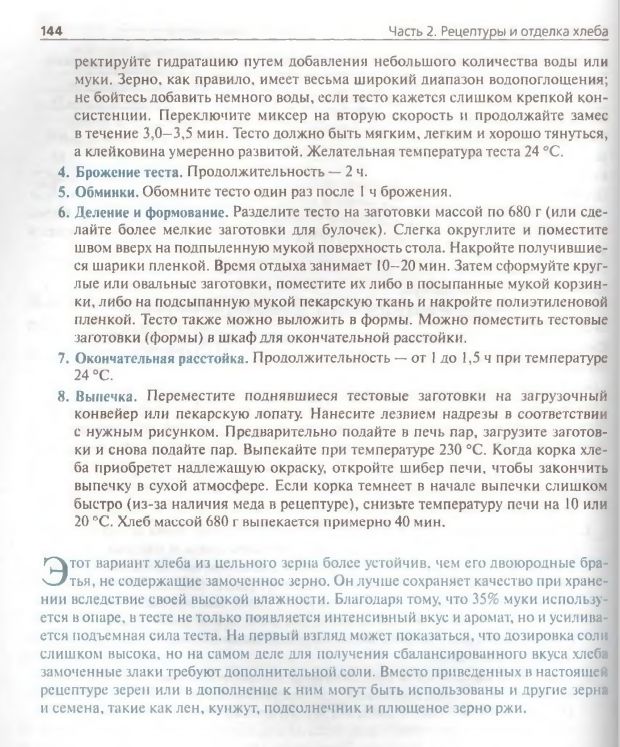 144 Часть 2. Рецептуры и отделка хлеба
ректируйте гидратацию путем добавления небольшого количества воды или
муки. Зерно, как правило, имеет весьма широкий диапазон водопоглощения;
не бойтесь добавить немного воды, если тесто кажется слишком крепкой кон-
систенции. Переключите миксер на вторую скорость и продолжайте замес
в течение 3,0–3,5 мин. Тесто должно быть мягким, легким и хорошо тянуться,
а клейковина умеренно развитой. Желательная температура теста 24 °С.
4. Брожение теста. Продолжительность — 2 ч.
5. Обминки. Обомните тесто один раз после 1 ч брожения.
6. Деление и формование. Разделите тесто на заготовки массой по 680 г (или сде-
лайте более мелкие заготовки для булочек). Слегка округлите и поместите
швом вверх на подпыленную мукой поверхность стола. Накройте получившие-
ся шарики пленкой. Время отдыха занимает 10–20 мин. Затем сформуйте круг-
лые или овальные заготовки, поместите их либо в посыпанные мукой корзин-
ки, либо на подсыпанную мукой пекарскую ткань и накройте полиэтиленовой
пленкой. Тесто также можно выложить в формы. Можно поместить тестовые
заготовки (формы) в шкаф для окончательной расстойки.
7. Окончательная расстойка. Продолжительность — от 1 до 1,5 ч при температуре
24 °С.
8. Выпечка. Переместите поднявшиеся тестовые заготовки на загрузочный
конвейер или пекарскую лопату. Нанесите лезвием надрезы в соответствии
с нужным рисунком. Предварительно подайте в печь пар, загрузите заготов-
ки и снова подайте пар. Выпекайте при температуре 230 °С. Когда корка хле-
ба приобретет надлежащую окраску, откройте шибер печи, чтобы закончить
выпечку в сухой атмосфере. Если корка темнеет в начале выпечки слишком
быстро (из-за наличия меда в рецептуре), снизьте температуру печи на 10 или
20 °С. Хлеб массой 680 г выпекается примерно 40 мин.
Этот вариант хлеба из цельного зерна более устойчив, чем его двоюродные бра-
тья, не содержащие замоченное зерно. Он лучше сохраняет качество при хране-
нии вследствие своей высокой влажности. Благодаря тому, что 35% муки использу-
ется в опаре, в тесте не только появляется интенсивный вкус и аромат, но и усилива-
ется подъемная сила теста. На первый взгляд может показаться, что дозировка соли
слишком высока, но на самом деле для получения сбалансированного вкуса хлеба
замоченные злаки требуют дополнительной соли. Вместо приведенных в настоящей
рецептуре зерен или в дополнение к ним могут быть использованы и другие зерна
и семена, такие как лен, кунжут, подсолнечник и плющеное зерно ржи.